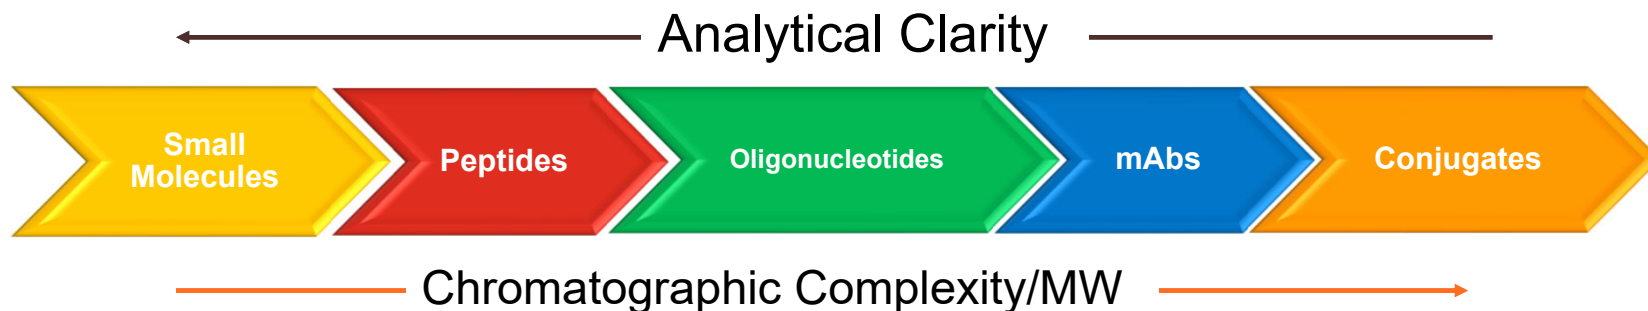 Analytical Clarity
Small
Molecules
Peptides
Oligonucleotides
mAbs
Conjugates
Chromatographic Complexity/MW